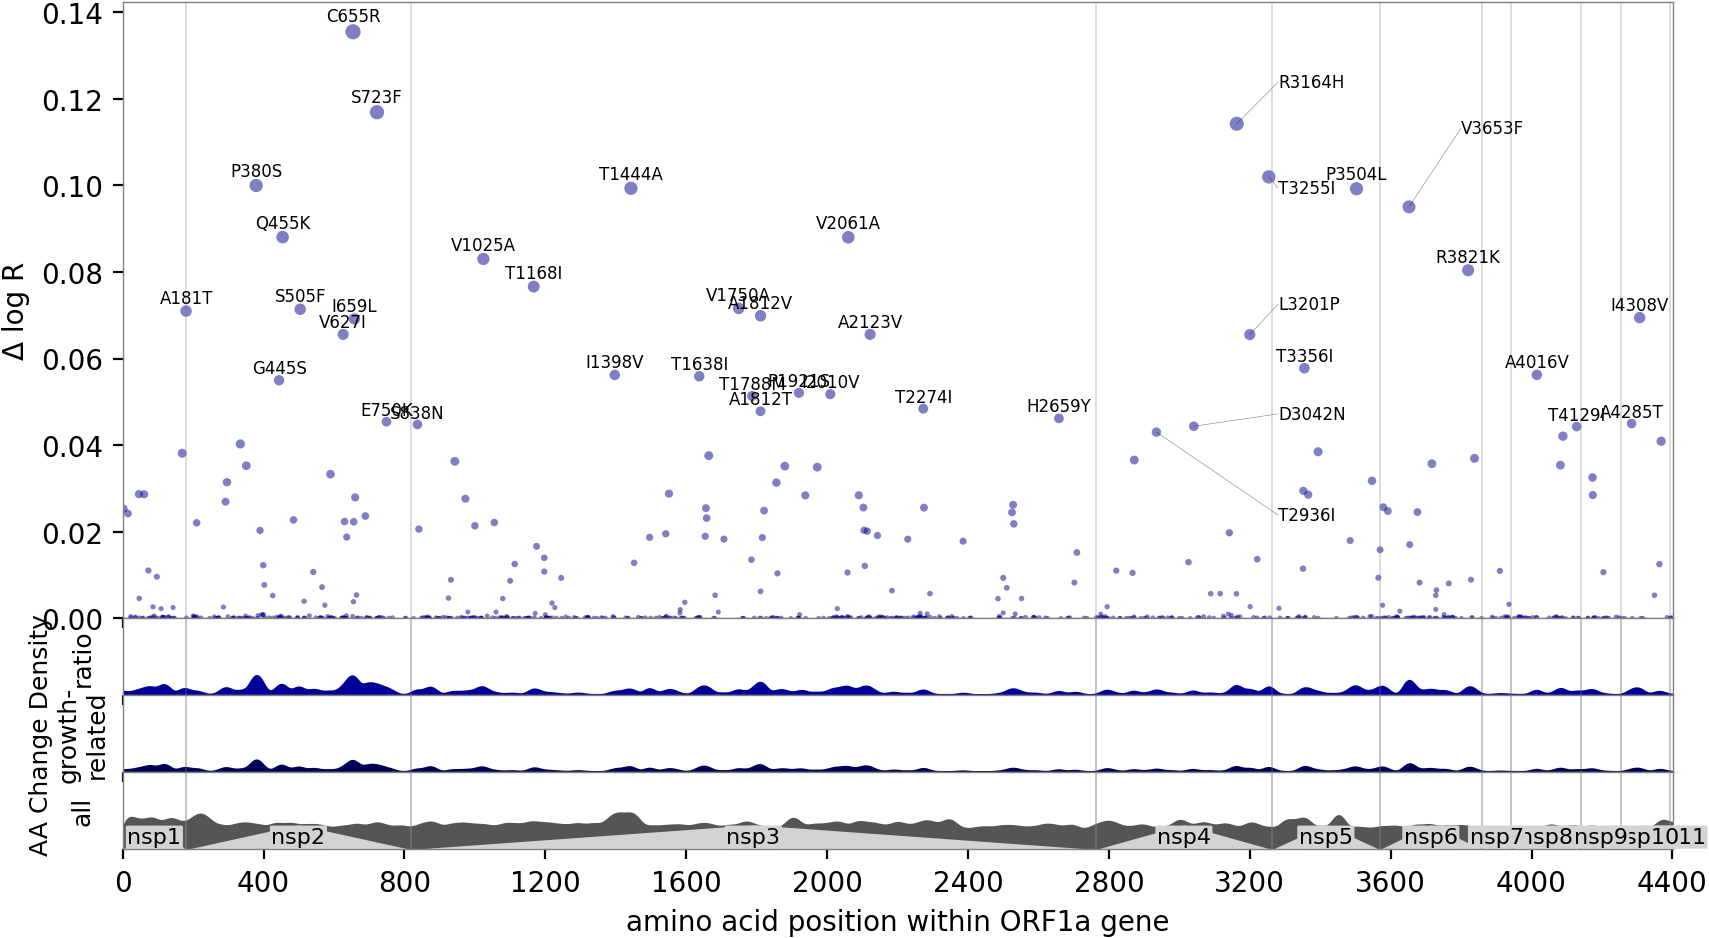 0.14
0.12
0.10
0.08
0.06
0.04
0.02
0.00
Δ log R
C655R
S723F
R3164H
V3653F
P380S
T1444A
T3255I
P3504L
Q455K
V2061A
V1025A
R3821K
T1168I
A181T
S505F
I659L
V627I
V1750A
A1812V
A2123V
L3201P
I4308V
G445S
I1398V
T1638I
T3356I
A4016V
T1788M
A1812T
T2274I
H2659Y
D3042N
A4285T
T2936I
AA Change Density
ratio
growth-
related
all
nsp1
nsp2
nsp3
nsp4
nsp5
nsp6
nsp7
nsp9
0 400 800 1200 1600 2000 2400 2800 3200 3600 4000 4400
amino acid position within ORF1a gene